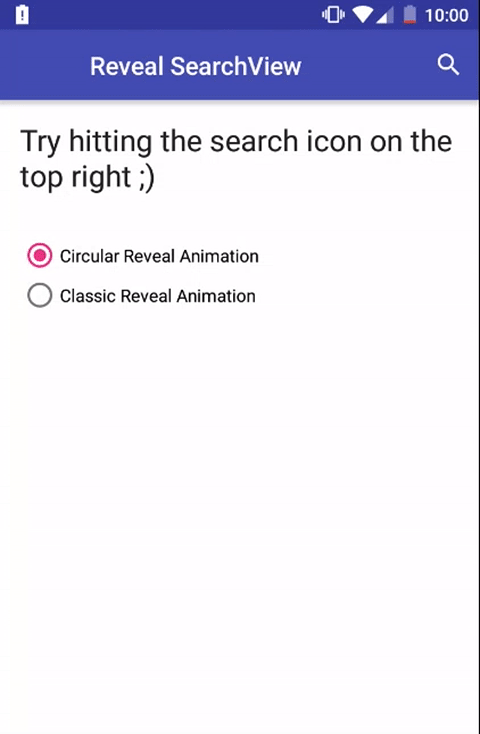 10:00
Reveal SearchView
Try hitting the search icon on the
top right ;)
Circular Reveal Animation
Classic Reveal Animation